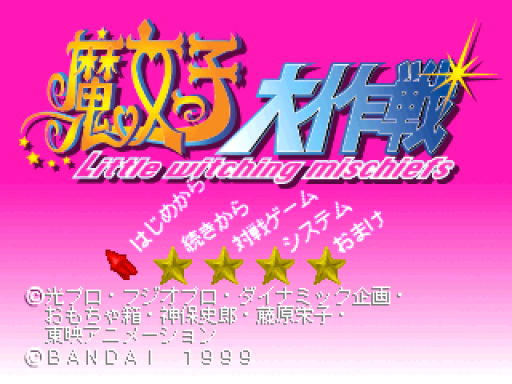 魔女っ子
大作戦
Little witching mischiefs
はじめから
続きから
対戦ゲーム
システム
おまけ
©光プロ・フジオプロ・ダイナミック企画・
おもちゃ箱・神保史郎・藤原栄子・
東映アニメーション
©BANDAI 1999